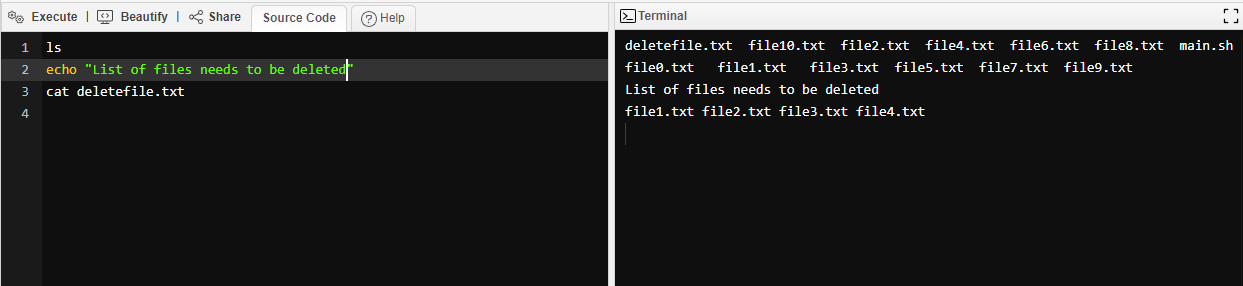 Execute | Beautify | Share Source Code Help
1 ls
2 echo "List of files needs to be deleted"
3 cat deletefile.txt
4
Terminal
deletefile.txt file10.txt file2.txt file4.txt file6.txt file8.txt main.sh
file0.txt file1.txt file3.txt file5.txt file7.txt file9.txt
List of files needs to be deleted
file1.txt file2.txt file3.txt file4.txt